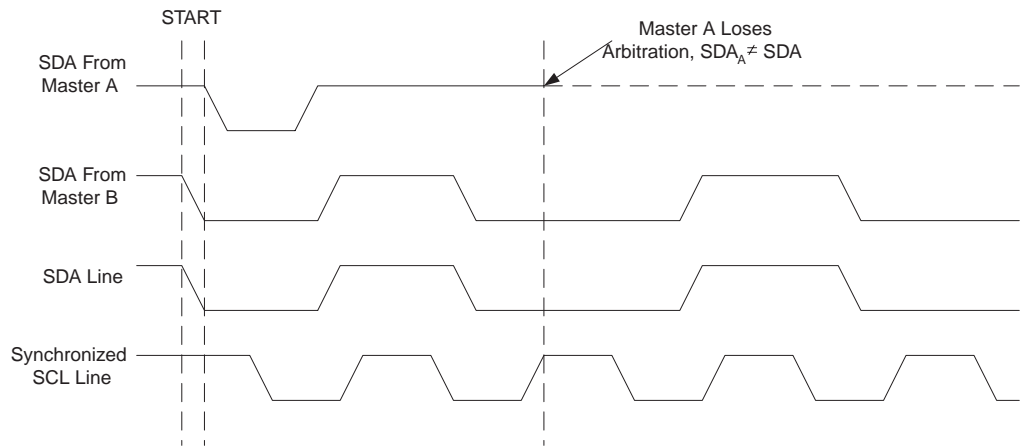 START
Master A Loses
Arbitration, SDA_A ≠ SDA
SDA From
Master A
SDA From
Master B
SDA Line
Synchronized
SCL Line